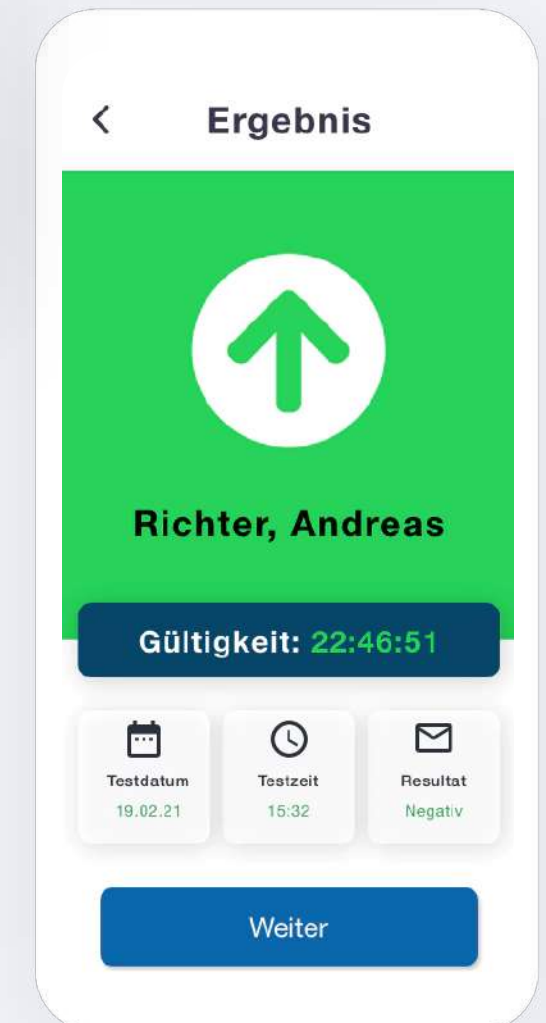 Ergebnis
Richter, Andreas
Gültigkeit: 22:46:51
Testdatum
19.02.21
Testzeit
15:32
Resultat
Negativ
Weiter